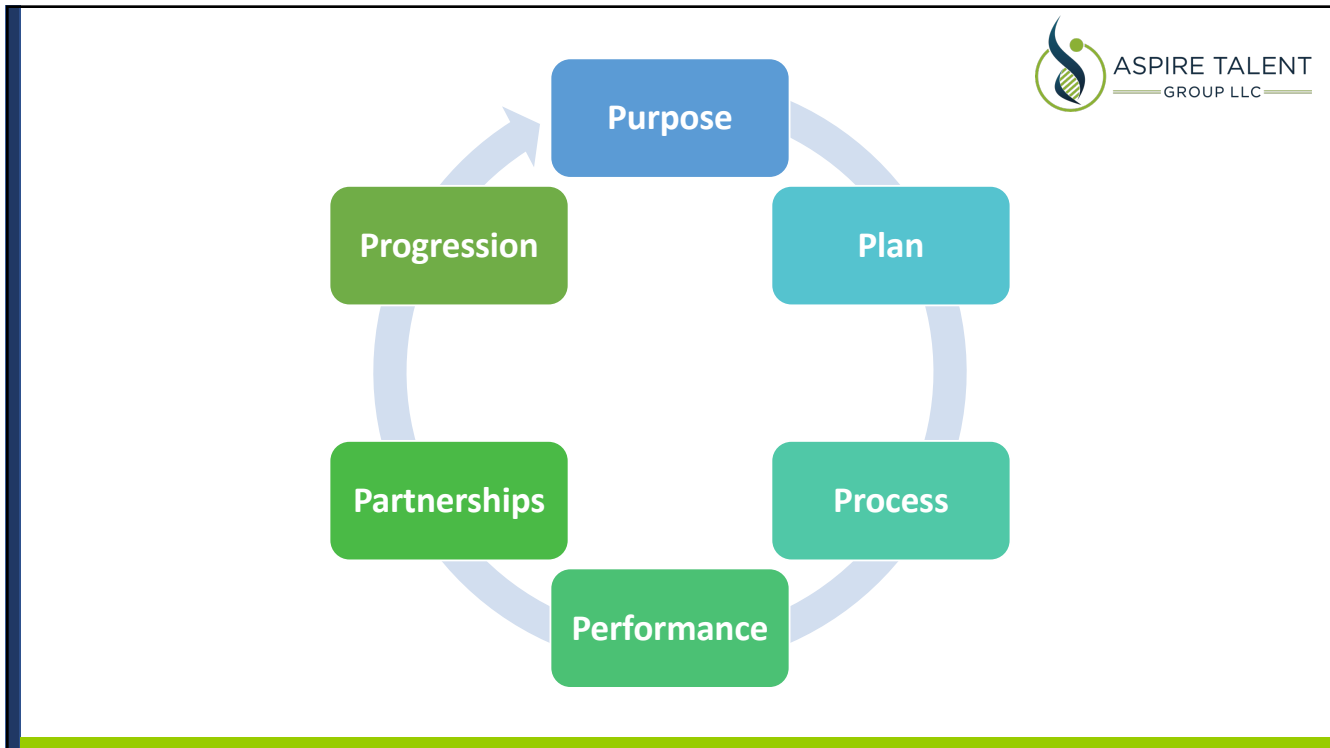 ASPIRE TALENT
GROUP LLC
Purpose
Plan
Process
Performance
Partnerships
Progression